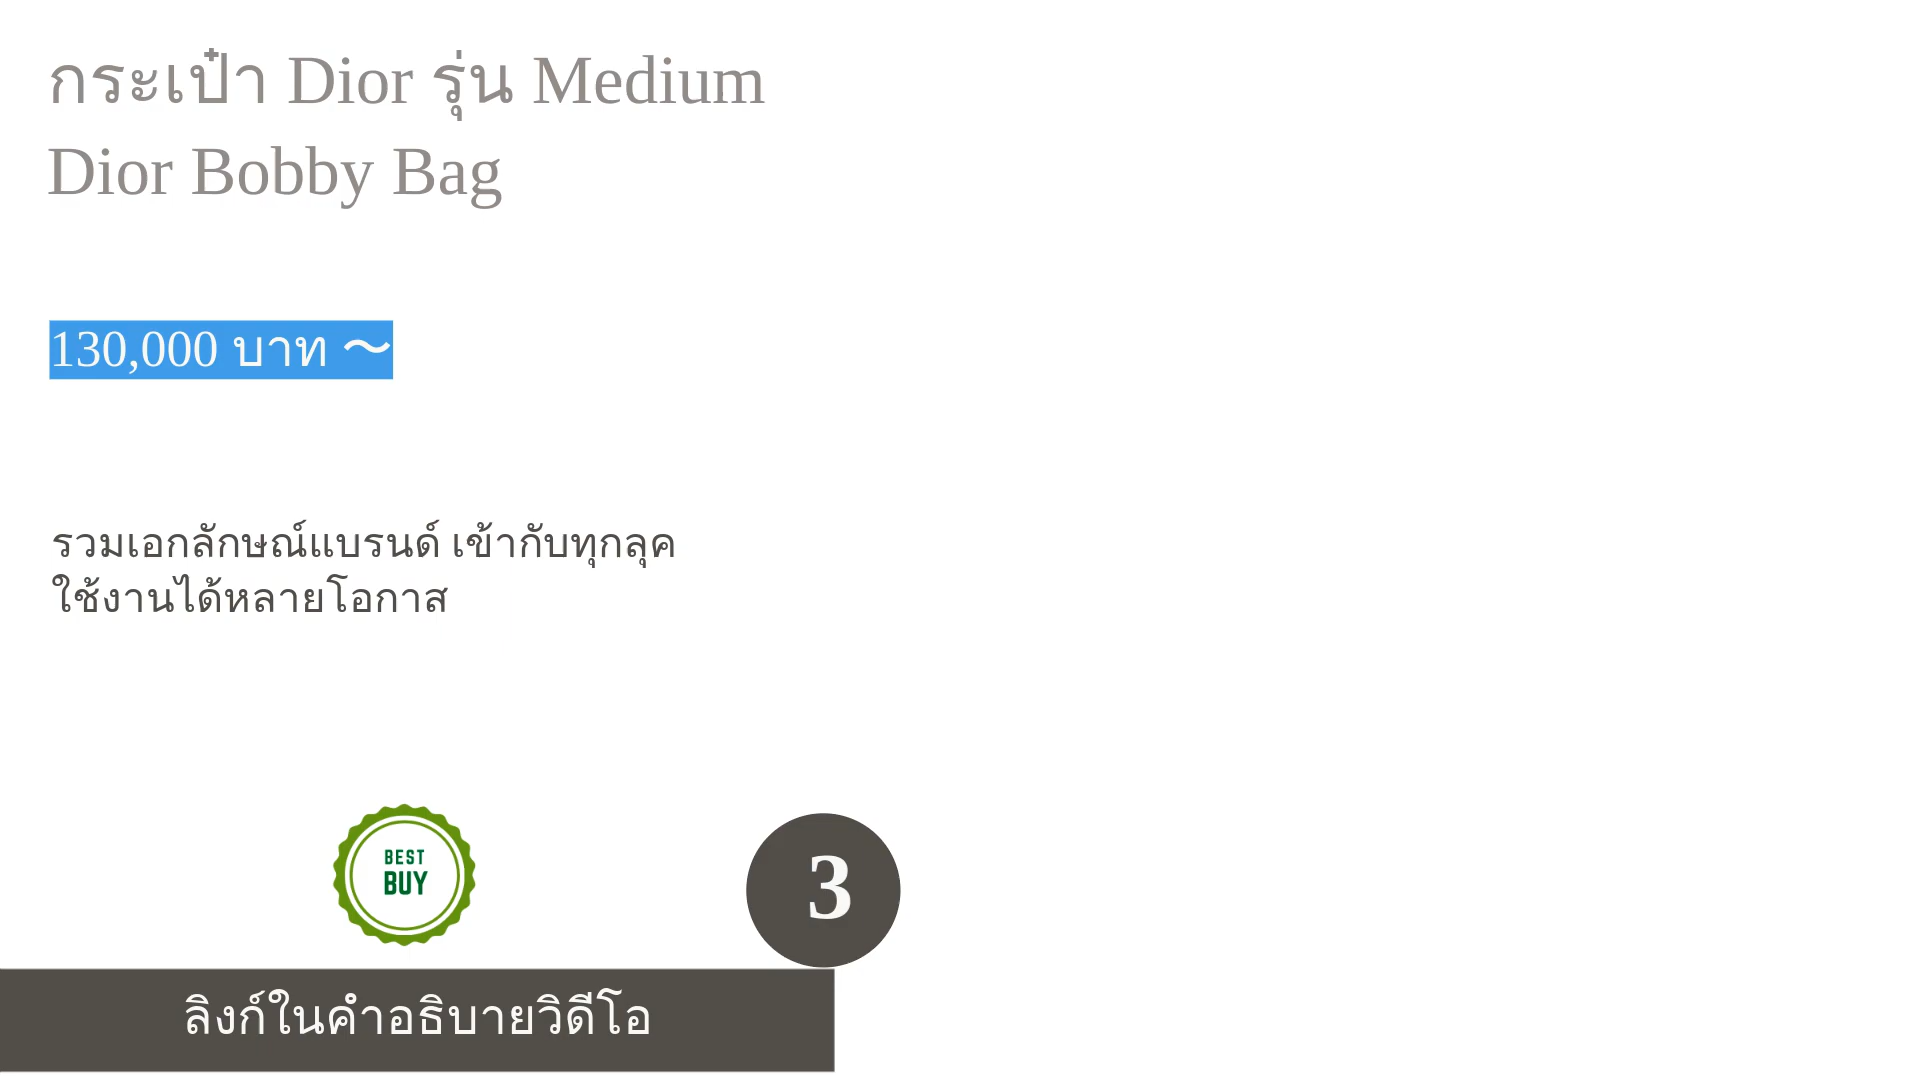 กระเป๋า Dior รุ่น Medium
Dior Bobby Bag
130,000 บาท 〜
รวมเอกลักษณ์แบรนด์ เข้ากับทุกลุค
ใช้งานได้หลายโอกาส
BEST
BUY
3
ลิงก์ในคำอธิบายวิดีโอ